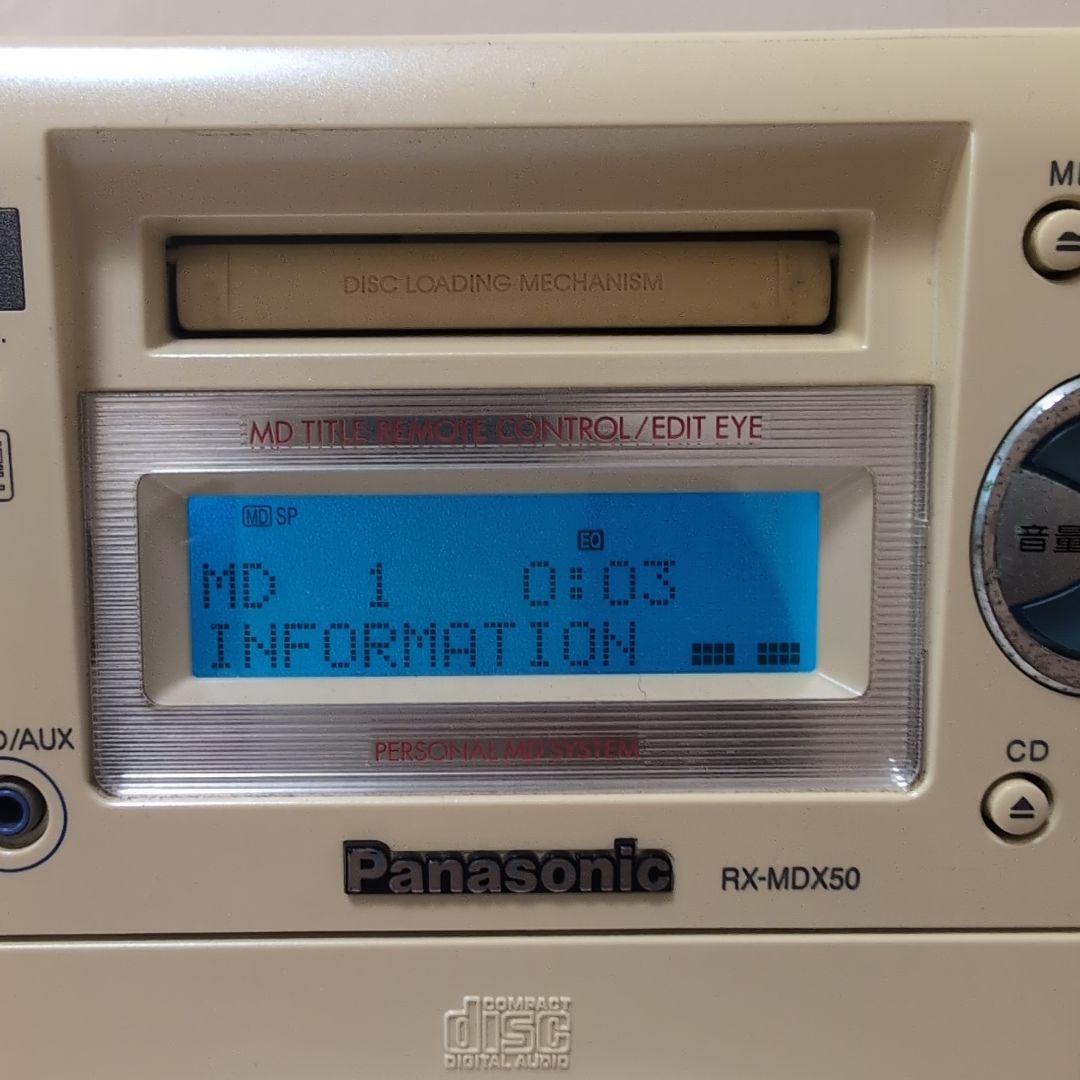 DISC LOADING MECHANISM
MD TITLE REMOTE CONTROL/EDIT EYE
MD SP
EQ
MD 1 0:03
INFORMATION
音量
PERSONAL MD SYSTEM
/AUX
CD
Panasonic
RX-MDX50
COMPACT
disc
DIGITAL AUDIO